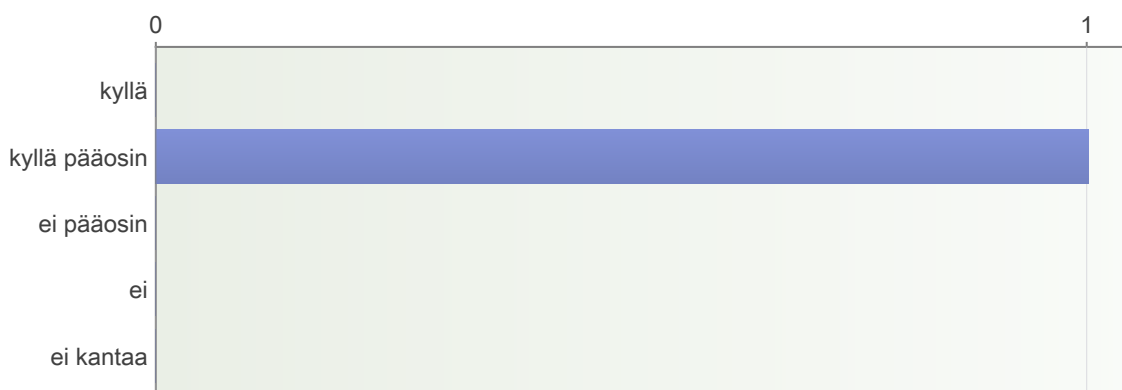 0 1
kyllä
kyllä pääosin
ei pääosin
ei
ei kantaa